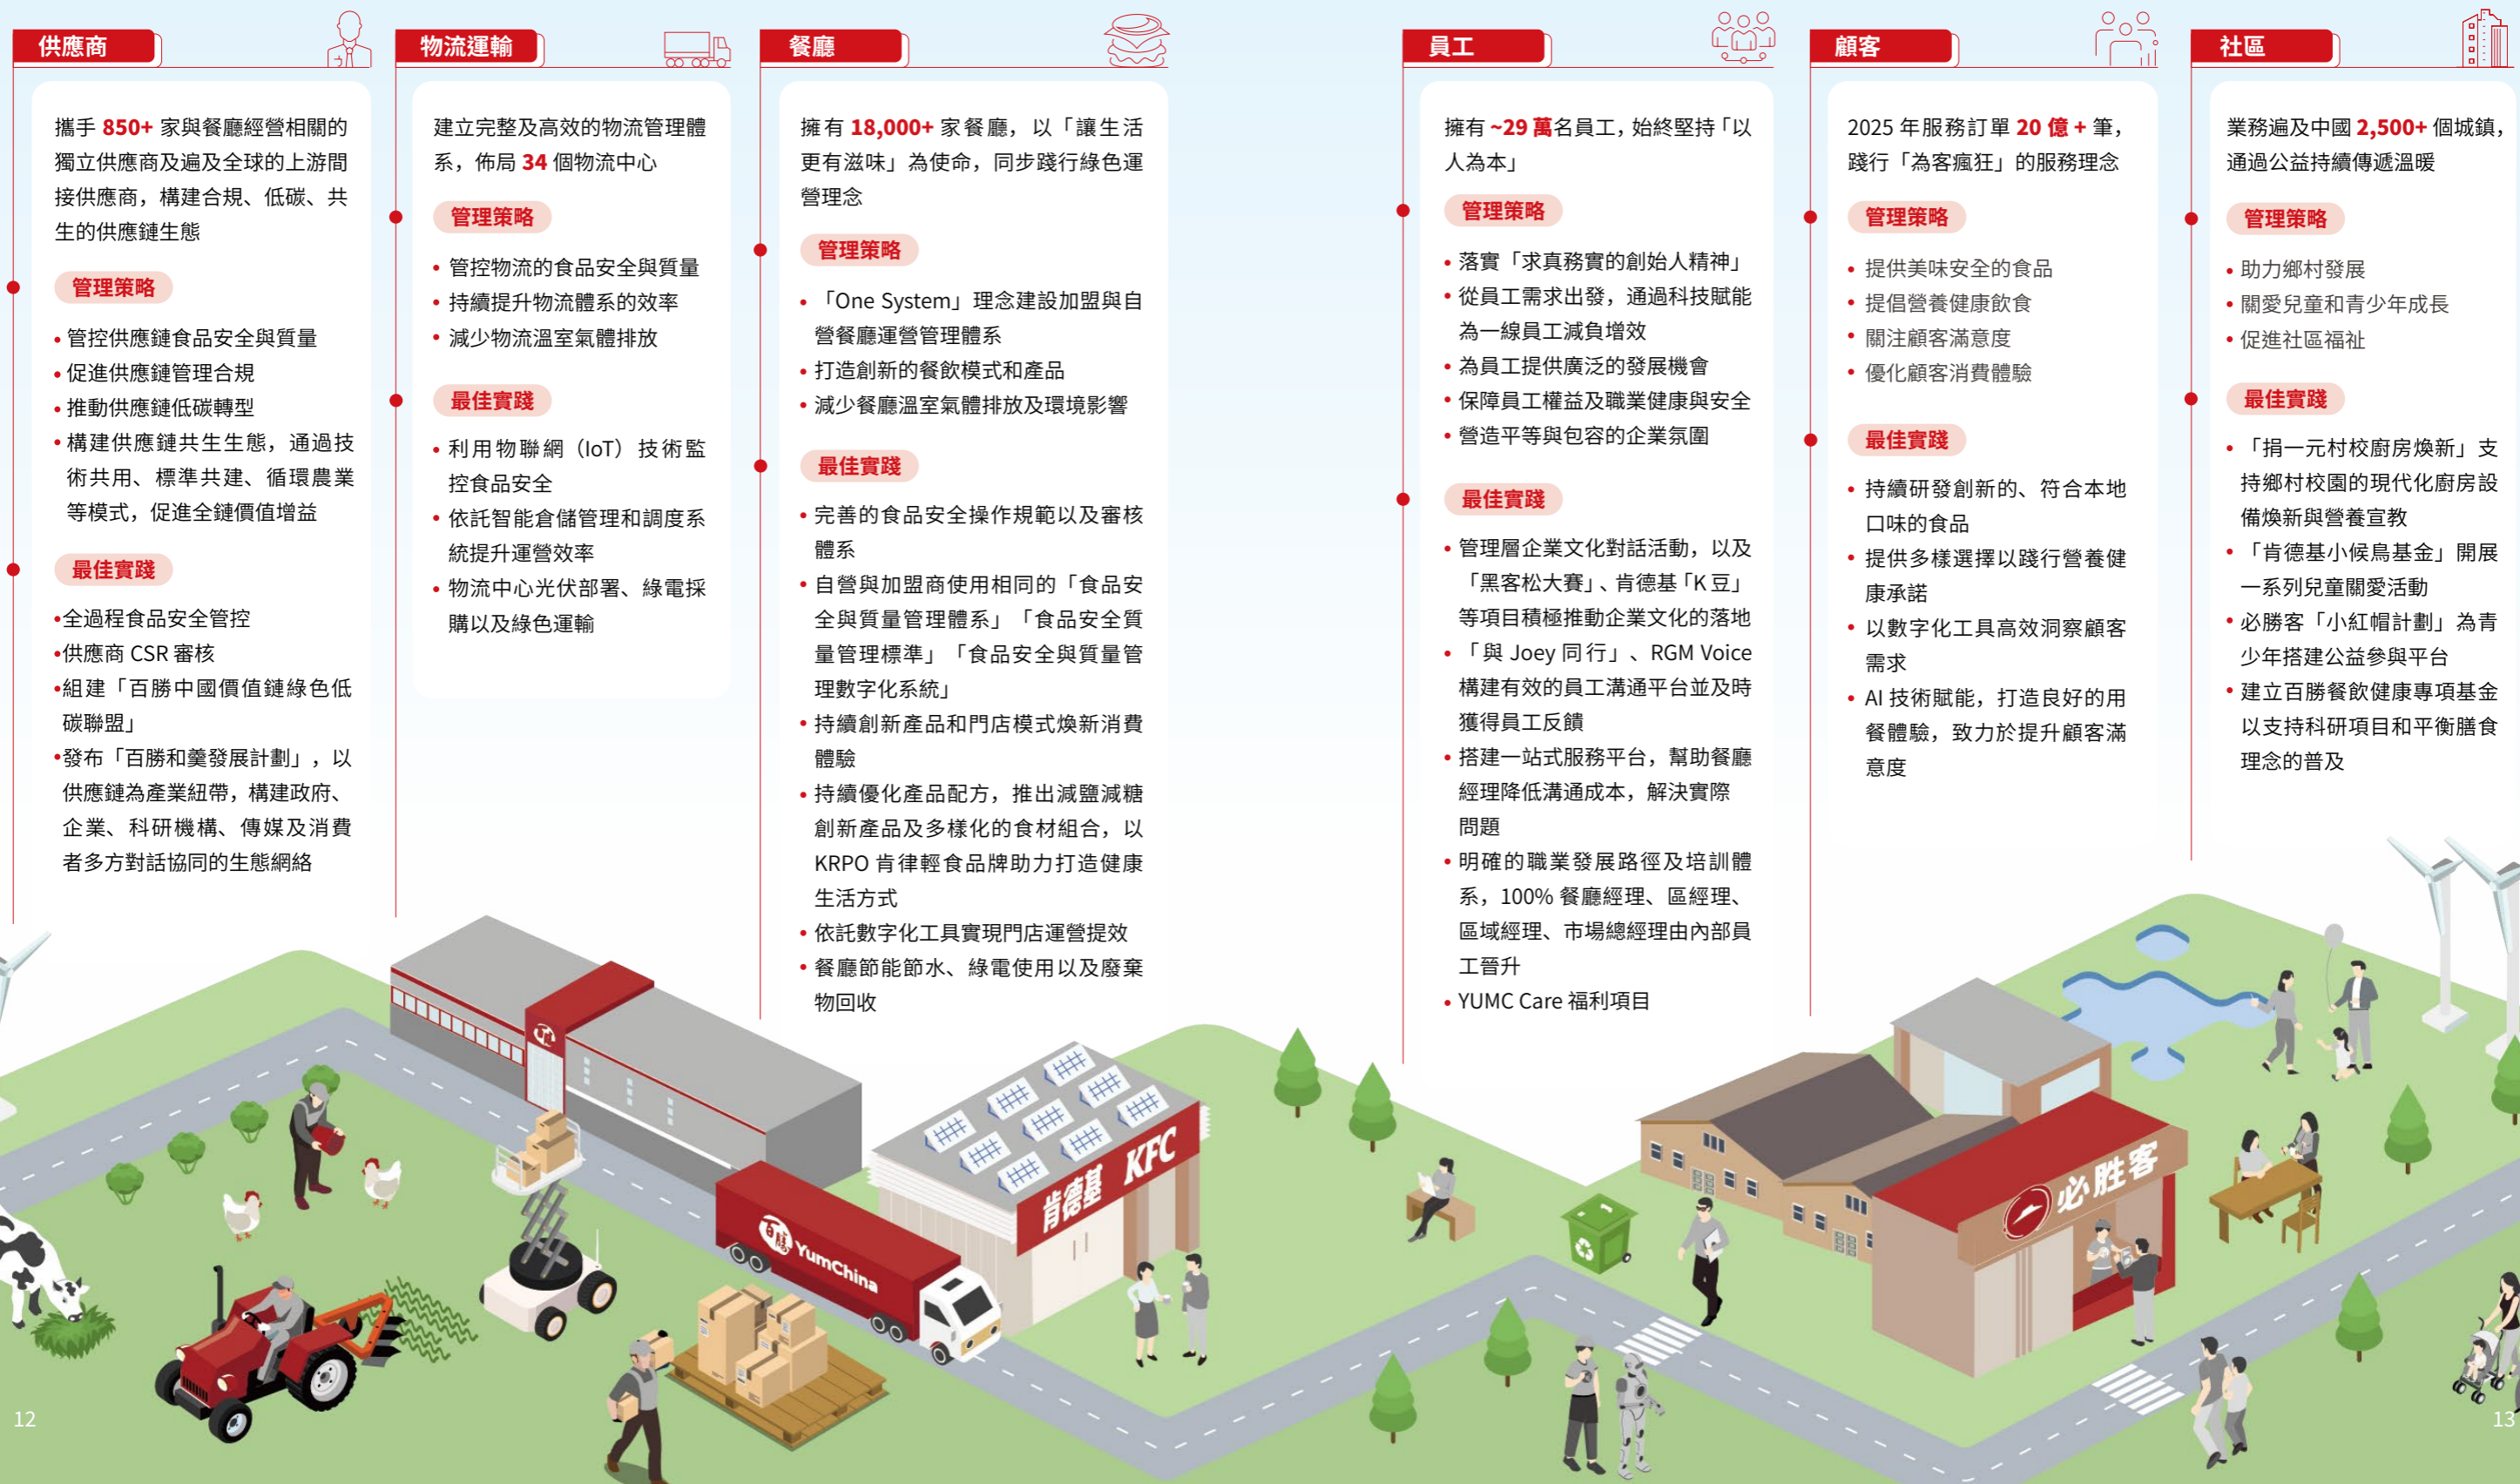 供應商
攜手 850+ 家與餐廳經營相關的
獨立供應商及遍及全球的上游間
接供應商，構建合規、低碳、共
生的供應鏈生態
管理策略
• 管控供應鏈食品安全與質量
• 促進供應鏈管理合規
• 推動供應鏈低碳轉型
• 構建供應鏈共生生態，通過技
術共用、標準共建、循環農業
等模式，促進全鏈價值增益
最佳實踐
•全過程食品安全管控
•供應商 CSR 審核
•組建「百勝中國價值鏈綠色低
碳聯盟」
•發布「百勝和羹發展計劃」，以
供應鏈為產業紐帶，構建政府、
企業、科研機構、傳媒及消費
者多方對話協同的生態網絡
物流運輸
建立完整及高效的物流管理體
系，佈局 34 個物流中心
管理策略
• 管控物流的食品安全與質量
• 持續提升物流體系的效率
• 減少物流溫室氣體排放
最佳實踐
• 利用物聯網（IoT）技術監
控食品安全
• 依託智能倉儲管理和調度系
統提升運營效率
• 物流中心光伏部署、綠電採
購以及綠色運輸
餐廳
擁有 18,000+ 家餐廳，以「讓生活
更有滋味」為使命，同步踐行綠色運
營理念
管理策略
• 「One System」理念建設加盟與自
營餐廳運營管理體系
• 打造創新的餐飲模式和產品
• 減少餐廳溫室氣體排放及環境影響
最佳實踐
• 完善的食品安全操作規範以及審核
體系
• 自營與加盟商使用相同的「食品安
全與質量管理體系」「食品安全質
量管理標準」「食品安全與質量管
理數字化系統」
• 持續創新產品和門店模式煥新消費
體驗
• 持續優化產品配方，推出減鹽減糖
創新產品及多樣化的食材組合，以
KRPO 肯律輕食品牌助力打造健康
生活方式
• 依託數字化工具實現門店運營提效
• 餐廳節能節水、綠電使用以及廢棄
物回收
員工
擁有 ~29 萬名員工，始終堅持「以
人為本」
管理策略
• 落實「求真務實的創始人精神」
• 從員工需求出發，通過科技賦能
為一線員工減負增效
• 為員工提供廣泛的發展機會
• 保障員工權益及職業健康與安全
• 營造平等與包容的企業氛圍
最佳實踐
• 管理層企業文化對話活動，以及
「黑客松大賽」、肯德基「K 豆」
等項目積極推動企業文化的落地
• 「與 Joey 同行」、RGM Voice
構建有效的員工溝通平台並及時
獲得員工反饋
• 搭建一站式服務平台，幫助餐廳
經理降低溝通成本，解決實際
問題
• 明確的職業發展路徑及培訓體
系，100% 餐廳經理、區經理、
區域經理、市場總經理由內部員
工晉升
• YUMC Care 福利項目
顧客
2025 年服務訂單 20 億 + 筆，
踐行「為客瘋狂」的服務理念
管理策略
• 提供美味安全的食品
• 提倡營養健康飲食
• 關注顧客滿意度
• 優化顧客消費體驗
最佳實踐
• 持續研發創新的、符合本地
口味的食品
• 提供多樣選擇以踐行營養健
康承諾
• 以數字化工具高效洞察顧客
需求
• AI 技術賦能，打造良好的用
餐體驗，致力於提升顧客滿
意度
社區
業務遍及中國 2,500+ 個城鎮，
通過公益持續傳遞溫暖
管理策略
• 助力鄉村發展
• 關愛兒童和青少年成長
• 促進社區福祉
最佳實踐
• 「捐一元村校廚房煥新」支
持鄉村校園的現代化廚房設
備煥新與營養宣教
• 「肯德基小候鳥基金」開展
一系列兒童關愛活動
• 必勝客「小紅帽計劃」為青
少年搭建公益參與平台
• 建立百勝餐飲健康專項基金
以支持科研項目和平衡膳食
理念的普及
肯德基 KFC
百勝 YumChina
必胜客
12
13